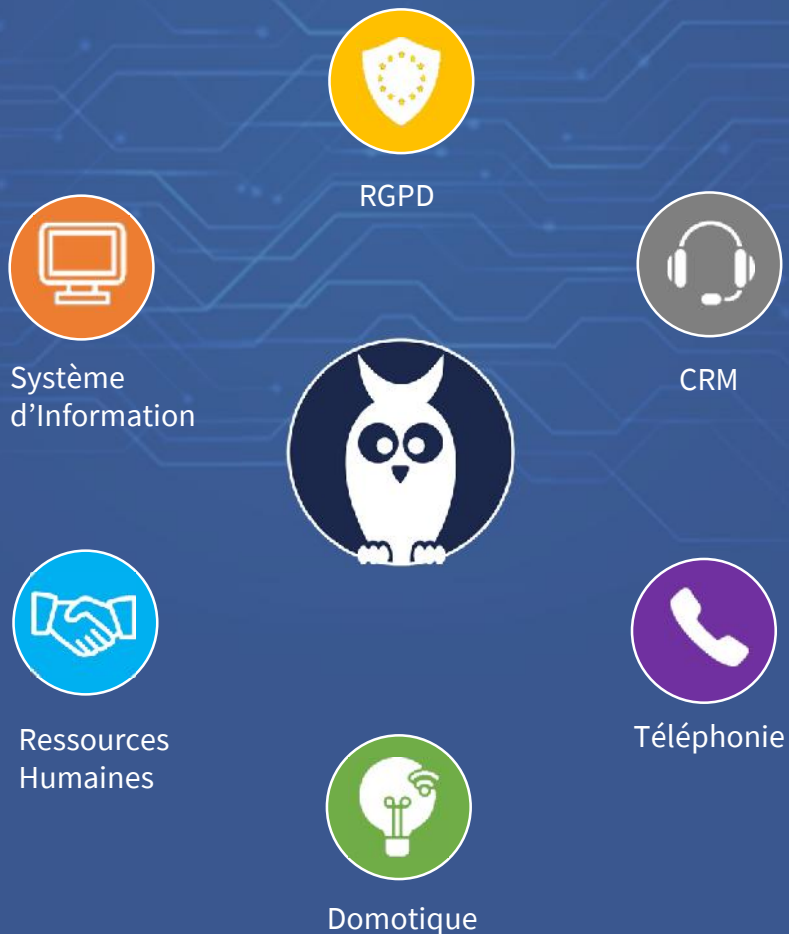 RGPD
Système
d’Information
CRM
Ressources
Humaines
Téléphonie
Domotique